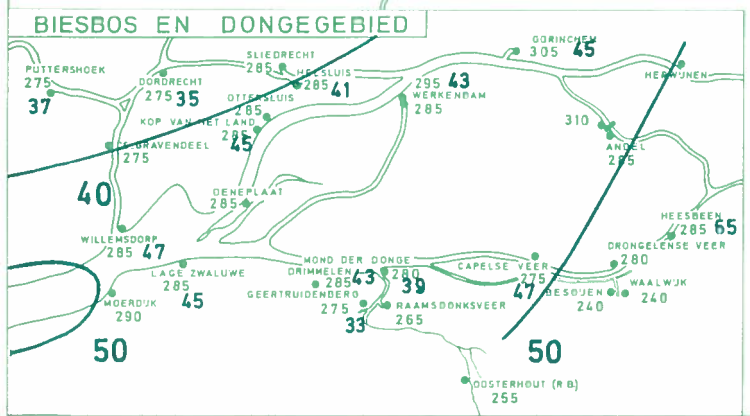 BIESBOS EN DONGEGEBIED
GORINCHEM
305 45
SLIEDRECHT
285
PUTTERSHOEK
275
37
DORDRECHT
275 35
HELSLUIS
285
41
295 43
WERKENDAM
285
HERWIJNEN
OTTERSLUIS
285
KOP VAN HET LAND
285
45
310
ANDEL
285
'S GRAVENDEEL
275
40
DENEPLAAT
285
HEESBEEN
285 65
WILLEMSDORP
285 47
DRONGELENSE VEER
280
MOND DER DONGE
280
39
LAGE ZWALUWE
285
45
DRIMMELEN 43
285
CAPELSE VEER
275
47
BESOIJEN
240
WAALWIJK
240
MOERDIJK
290
GEERTRUIDENBERG
275
33
RAAMSDONKSVEER
265
50
50
OOSTERHOUT (R B)
255